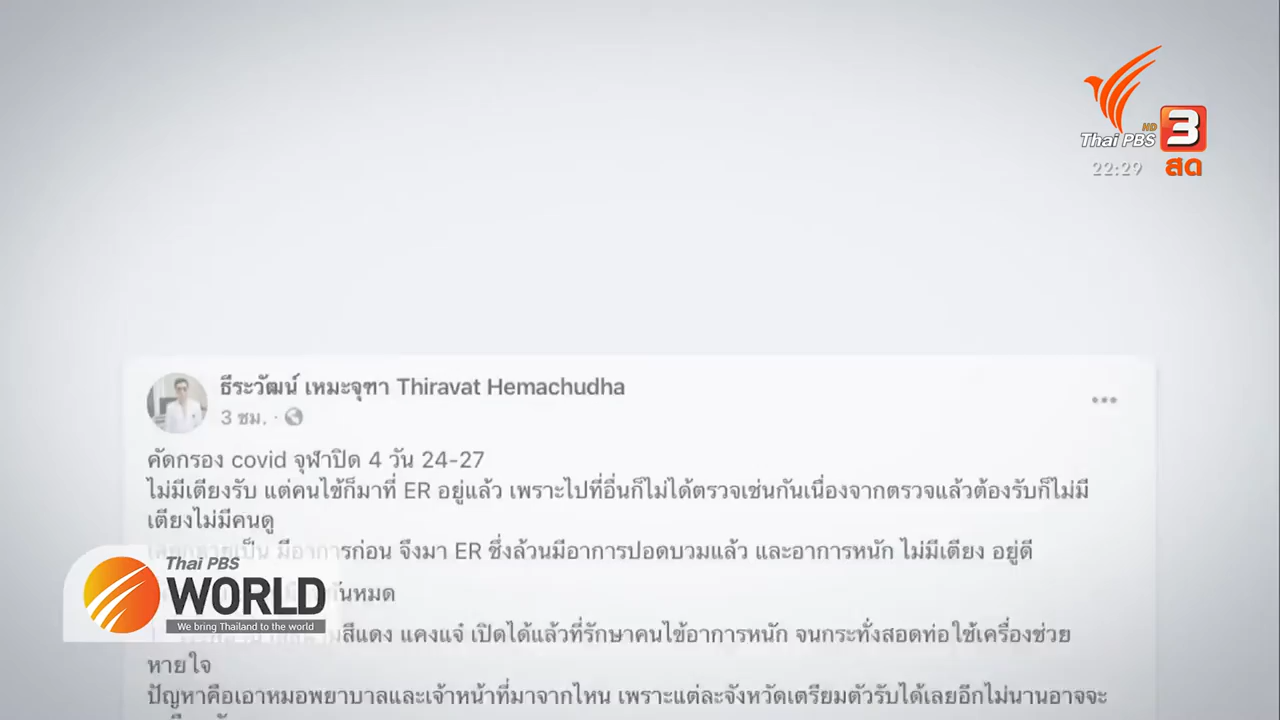 HD
Thai PBS 3
22:29 สด
ธีระวัฒน์ เหมะจุฑา Thiravat Hemachudha
3 ชม. ·
คัดกรอง covid จุฬาปิด 4 วัน 24-27
ไม่มีเตียงรับ แต่คนไข้ก็มาที่ ER อยู่แล้ว เพราะไปที่อื่นก็ไม่ได้ตรวจเช่นกันเนื่องจากตรวจแล้วต้องรับก็ไม่มี
เตียงไม่มีคนดู
เป็น มีอาการก่อน จึงมา ER ซึ่งล้วนมีอาการปอดบวมแล้ว และอาการหนัก ไม่มีเตียง อยู่ดี
กันหมด
สีแดง แคงแจ๋ เปิดได้แล้วที่รักษาคนไข้อาการหนัก จนกระทั่งสอดท่อใช้เครื่องช่วย
หายใจ
ปัญหาคือเอาหมอพยาบาลและเจ้าหน้าที่มาจากไหน เพราะแต่ละจังหวัดเตรียมตัวรับได้เลยอีกไม่นานอาจจะ
Thai PBS
WORLD
We bring Thailand to the world